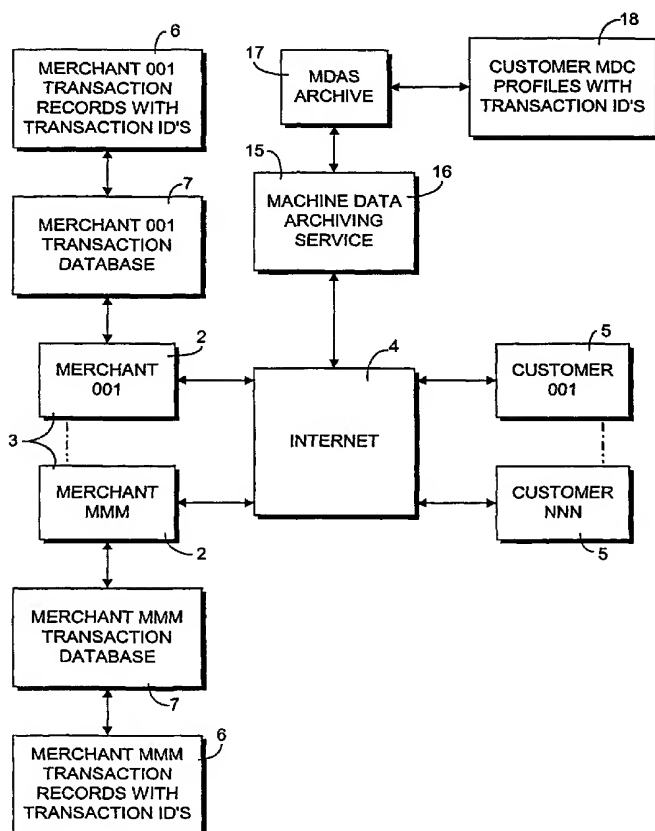 6
MERCHANT 001
TRANSACTION
RECORDS WITH
TRANSACTION ID'S
17
MDAS
ARCHIVE
18
CUSTOMER MDC
PROFILES WITH
TRANSACTION ID'S
7
MERCHANT 001
TRANSACTION
DATABASE
15
16
MACHINE DATA
ARCHIVING
SERVICE
2
MERCHANT
001
4
INTERNET
5
CUSTOMER
001
3
MERCHANT
MMM
2
CUSTOMER
NNN
5
MERCHANT MMM
TRANSACTION
DATABASE
7
6
MERCHANT MMM
TRANSACTION
RECORDS WITH
TRANSACTION ID'S